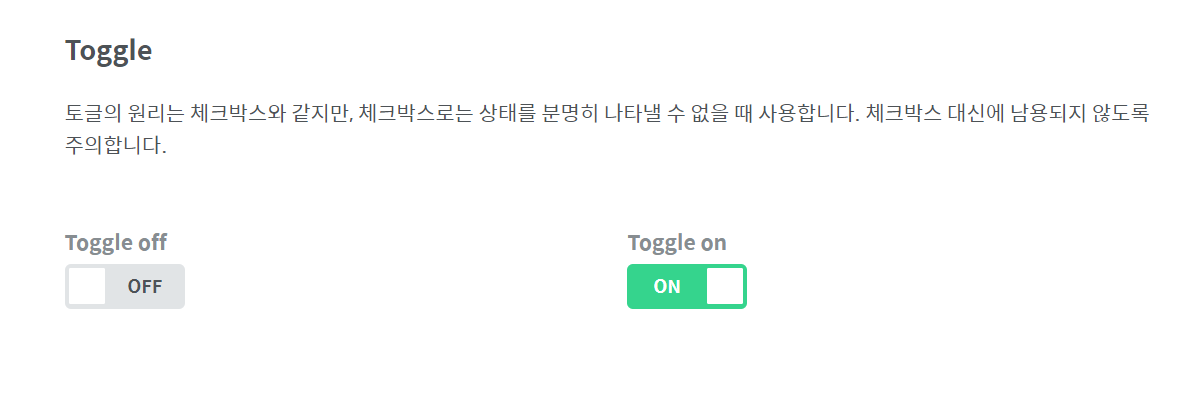 Toggle
토글의 원리는 체크박스와 같지만, 체크박스로는 상태를 분명히 나타낼 수 없을 때 사용합니다. 체크박스 대신에 남용되지 않도록
주의합니다.
Toggle off
Toggle on
OFF
ON